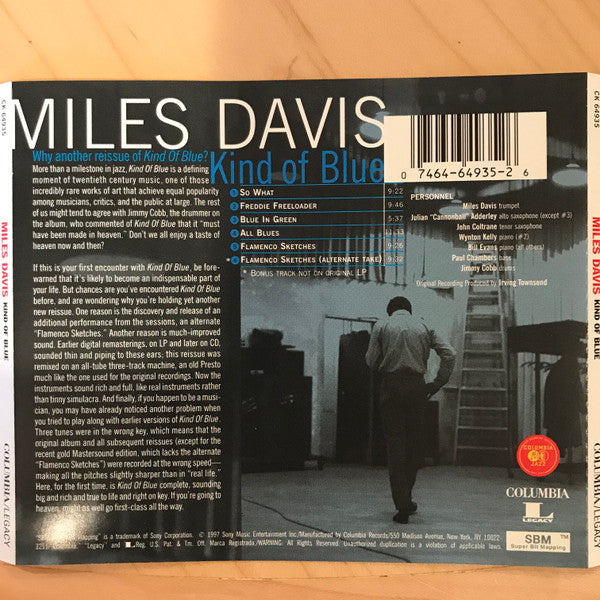 MILES DAVIS
Kind of Blue
Why another reissue of Kind Of Blue?
More than a milestone in jazz, Kind Of Blue is a defining
moment of twentieth century music, one of those
incredibly rare works of art that achieve equal popularity
among musicians, critics, and the public at large. The rest
of us might tend to agree with Jimmy Cobb, the drummer on
the album, who commented of Kind Of Blue that it "must
have been made in heaven." Don't we all enjoy a taste of
heaven now and then?
If this is your first encounter with Kind Of Blue, be fore-
warned that it's likely to become an indispensable part of
your life. But chances are you've encountered Kind Of Blue
before, and are wondering why you're holding yet another
new reissue. One reason is the discovery and release of an
additional performance from the sessions, an alternate
"Flamenco Sketches." Another reason is much-improved
sound. Earlier digital remasterings, on LP and later on CD,
sounded thin and piping to these ears; this reissue was
remixed on an all-tube three-track machine, an old Presto
much like the one used for the original recordings. Now the
instruments sound rich and full, like real instruments rather
than tinny simulacra. And finally, if you happen to be a musi-
cian, you may have already noticed another problem when
you tried to play along with earlier versions of Kind Of Blue.
Three tunes were in the wrong key, which means that the
original album and all subsequent reissues (except for the
recent gold Mastersound edition, which lacks the alternate
"Flamenco Sketches") were recorded at the wrong speed—
making all the pitches slightly sharper than in "real life."
Here, for the first time, is Kind Of Blue complete, sounding
big and rich and true to life and right on key. If you're going to
heaven, might as well go first-class all the way.
1 So What 9:22
2 Freddie Freeloader 9:46
3 Blue In Green 5:37
4 All Blues 11:33
5 Flamenco Sketches 9:26
*6 Flamenco Sketches (alternate take) 9:32
* Bonus track not on original LP
0 7464-64935-2 6
PERSONNEL
Miles Davis trumpet
Julian "Cannonball" Adderley alto saxophone (except #3)
John Coltrane tenor saxophone
Wynton Kelly piano (#2)
Bill Evans piano (all others)
Paul Chambers bass
Jimmy Cobb drums
Original Recording Produced by Irving Townsend
COLUMBIA
JAZZ
COLUMBIA
L
LEGACY
SBM™
Super Bit Mapping
Mapping" is a trademark of Sony Corporation. © 1997 Sony Music Entertainment Inc./Manufactured by Columbia Records/550 Madison Avenue, New York, NY 10022-
"Legacy" and L Reg. U.S. Pat. & Tm. Off. Marca Registrada/WARNING: All Rights Reserved. Unauthorized duplication is a violation of applicable laws.
CK 64935
MILES DAVIS KIND OF BLUE
COLUMBIA/LEGACY
CK 64935
MILES DAVIS KIND OF BLUE
COLUMBIA/LEGACY